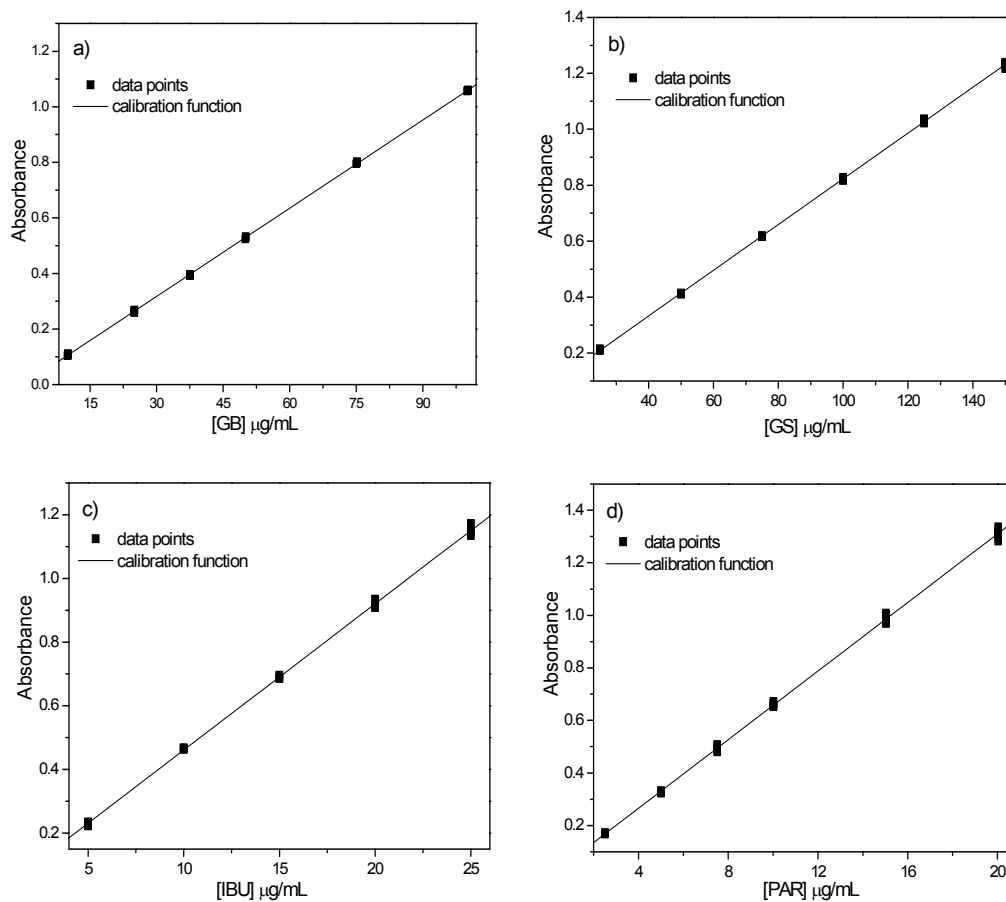 a)
data points
calibration function
Absorbance
1.2
1.0
0.8
0.6
0.4
0.2
0.0
15 30 45 60 75 90
[GB] µg/mL
b)
data points
calibration function
Absorbance
1.4
1.2
1.0
0.8
0.6
0.4
0.2
40 60 80 100 120 140
[GS] µg/mL
c)
data points
calibration function
Absorbance
1.2
1.0
0.8
0.6
0.4
0.2
5 10 15 20 25
[IBU] µg/mL
d)
data points
calibration function
Absorbance
1.4
1.2
1.0
0.8
0.6
0.4
0.2
4 8 12 16 20
[PAR] µg/mL